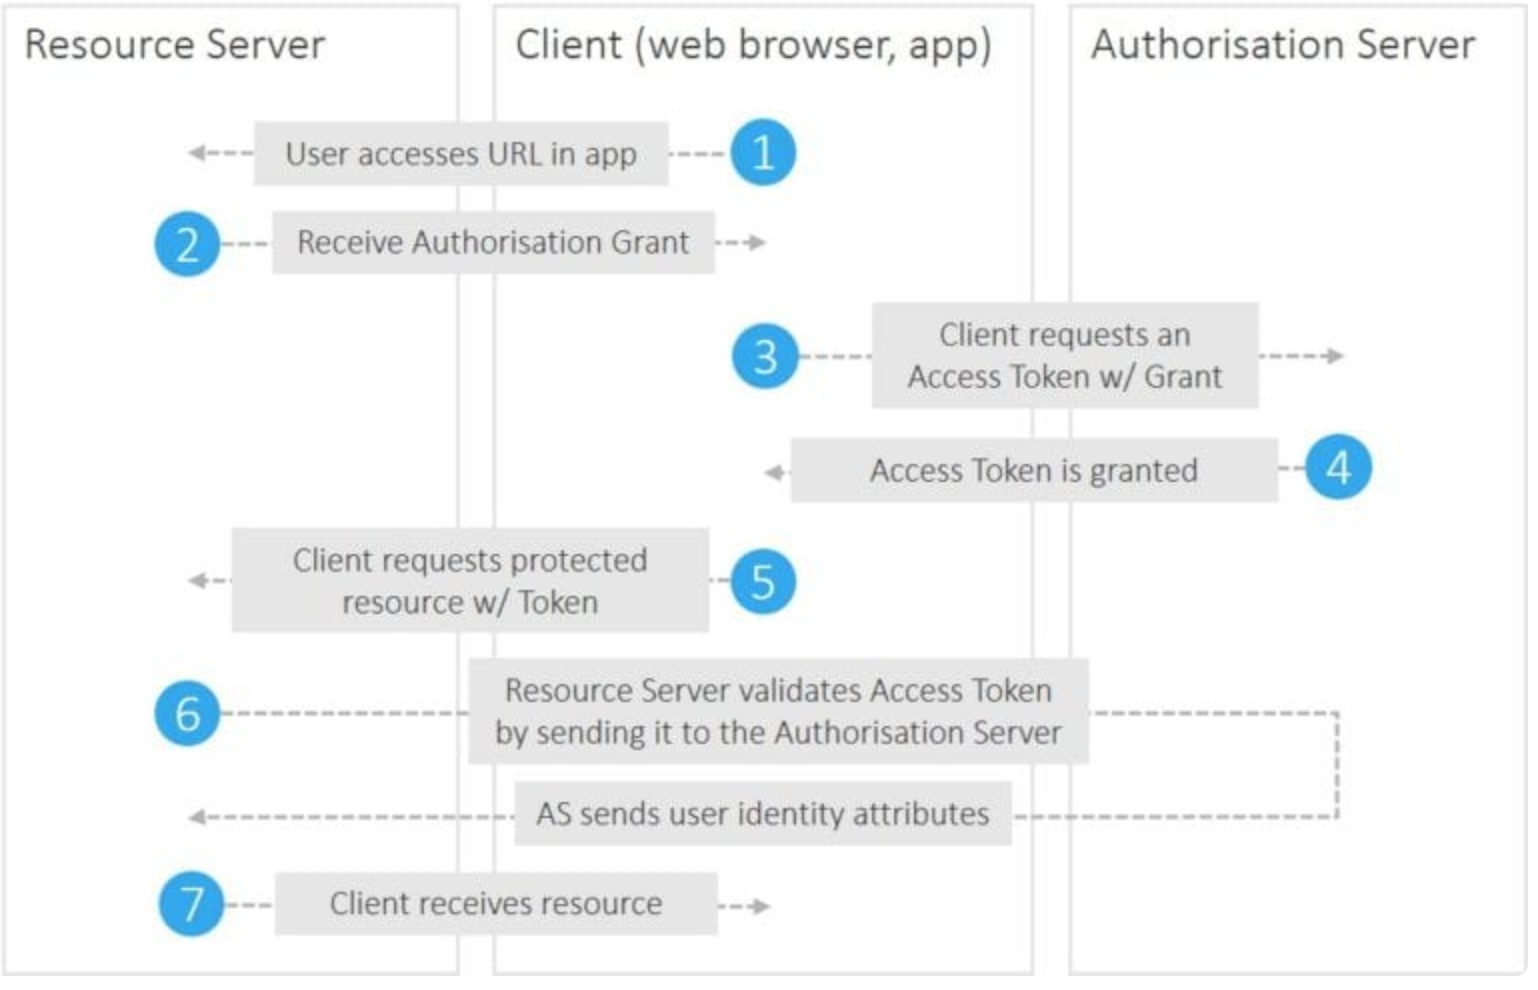 Resource Server
Client (web browser, app)
Authorisation Server
User accesses URL in app
1
2
Receive Authorisation Grant
3
Client requests an
Access Token w/ Grant
Access Token is granted
4
Client requests protected
resource w/ Token
5
6
Resource Server validates Access Token
by sending it to the Authorisation Server
AS sends user identity attributes
7
Client receives resource